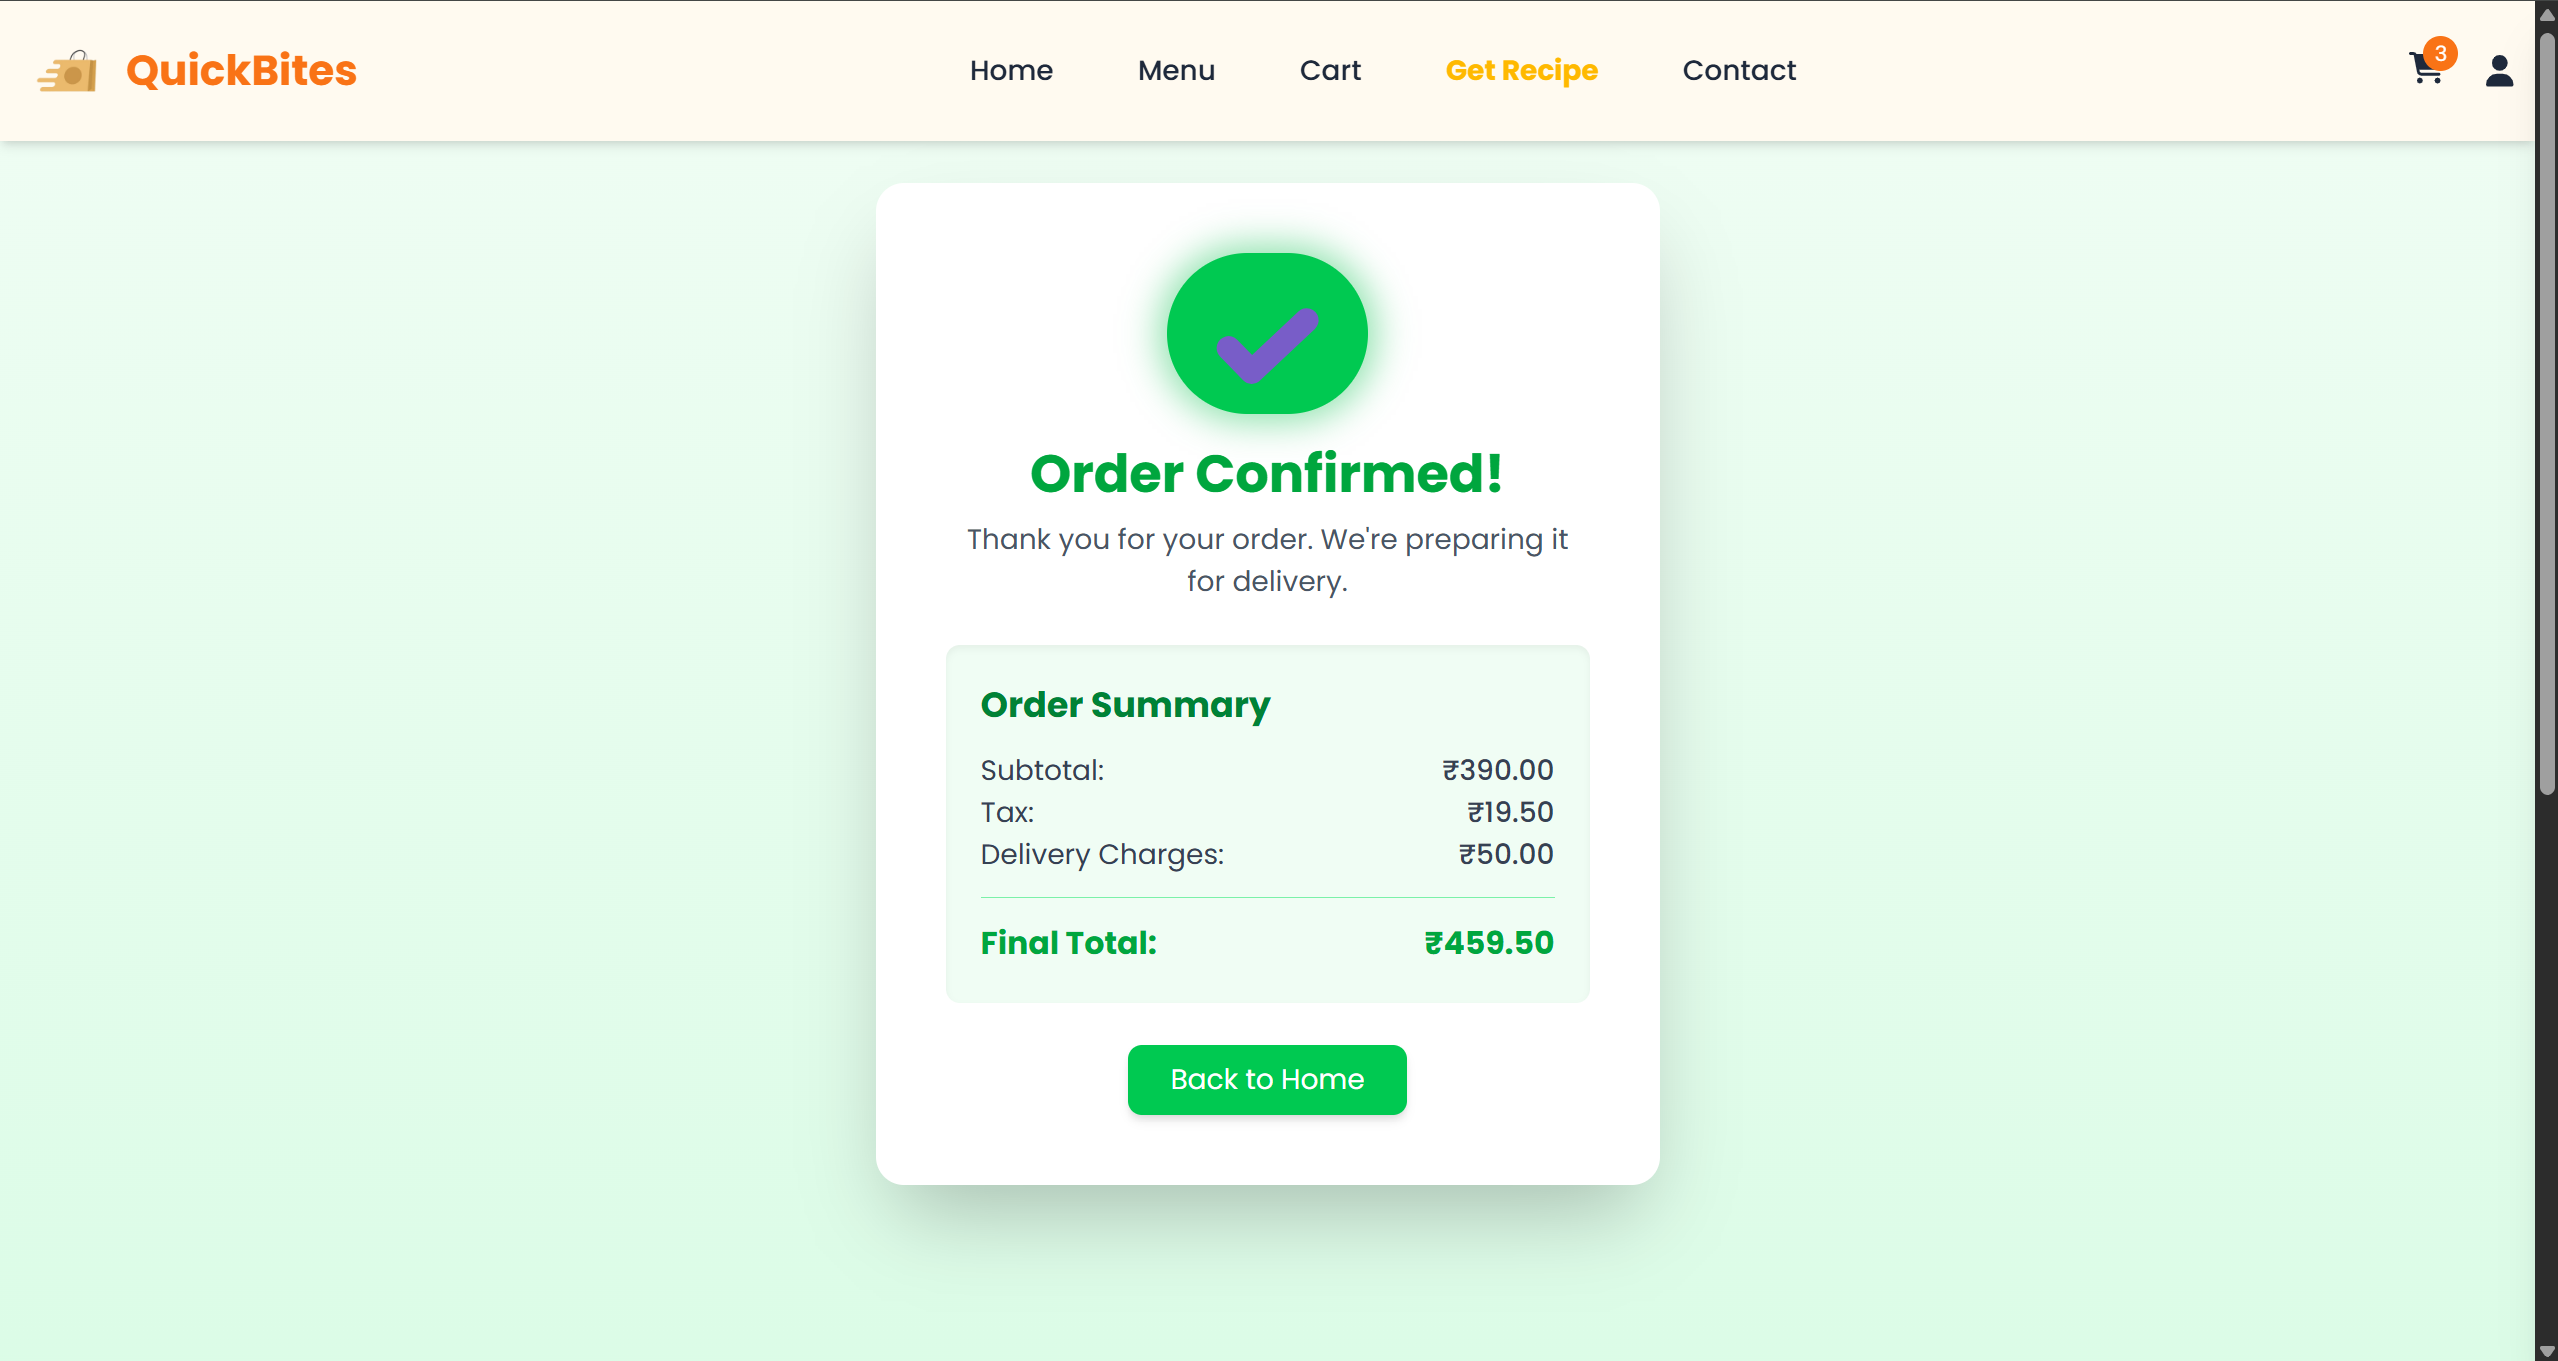 QuickBites
Home Menu Cart Get Recipe Contact
3
Order Confirmed!
Thank you for your order. We're preparing it
for delivery.
Order Summary
Subtotal: ₹390.00
Tax: ₹19.50
Delivery Charges: ₹50.00
Final Total: ₹459.50
Back to Home